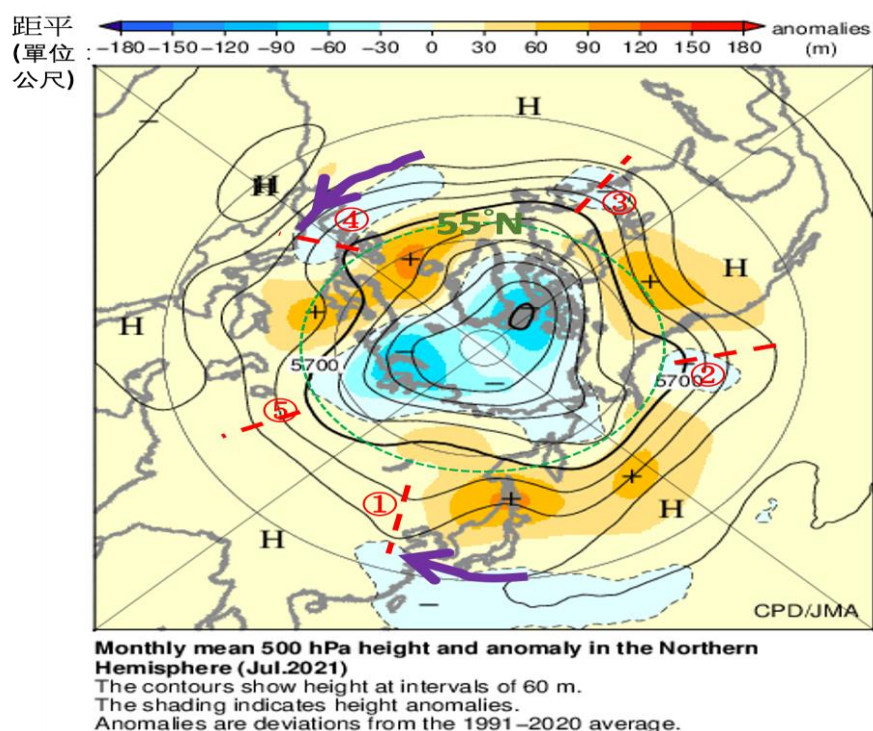 距平
(單位:
公尺)
−180 −150 −120 −90 −60 −30 0 30 60 90 120 150 180
anomalies
(m)
H
H
④
55°N
③
H
H
5700
5700
②
⑤
①
H
H
CPD/JMA
Monthly mean 500 hPa height and anomaly in the Northern
Hemisphere (Jul.2021)
The contours show height at intervals of 60 m.
The shading indicates height anomalies.
Anomalies are deviations from the 1991−2020 average.